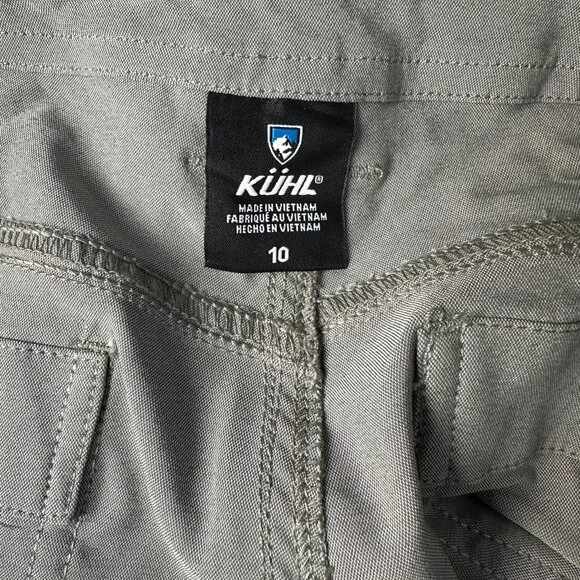 KÜHL®
MADE IN VIETNAM
FABRIQUÉ AU VIETNAM
HECHO EN VIETNAM
10